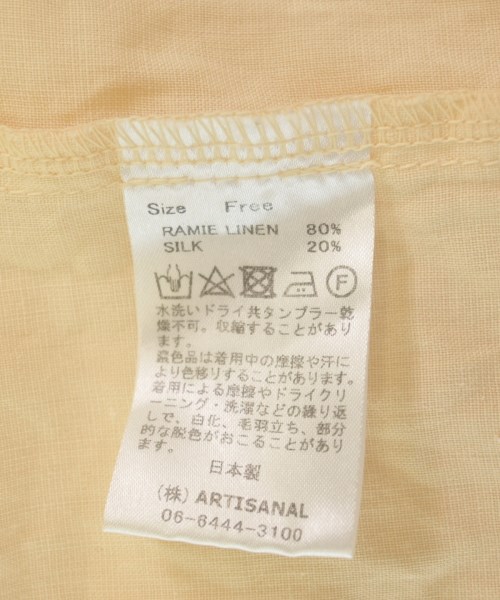 Size Free
RAMIE LINEN 80%
SILK 20%
F
水洗いドライ共タンブラー乾
燥不可。収縮することがあり
ます。
濃色品は着用中の摩擦や汗に
より色移りすることがあります。
着用による摩擦やドライクリ
ーニング・洗濯などの繰り返
しで、白化、毛羽立ち、部分
的な脱色がおこることがあり
ます。
日本製
(株) ARTISANAL
06-6444-3100